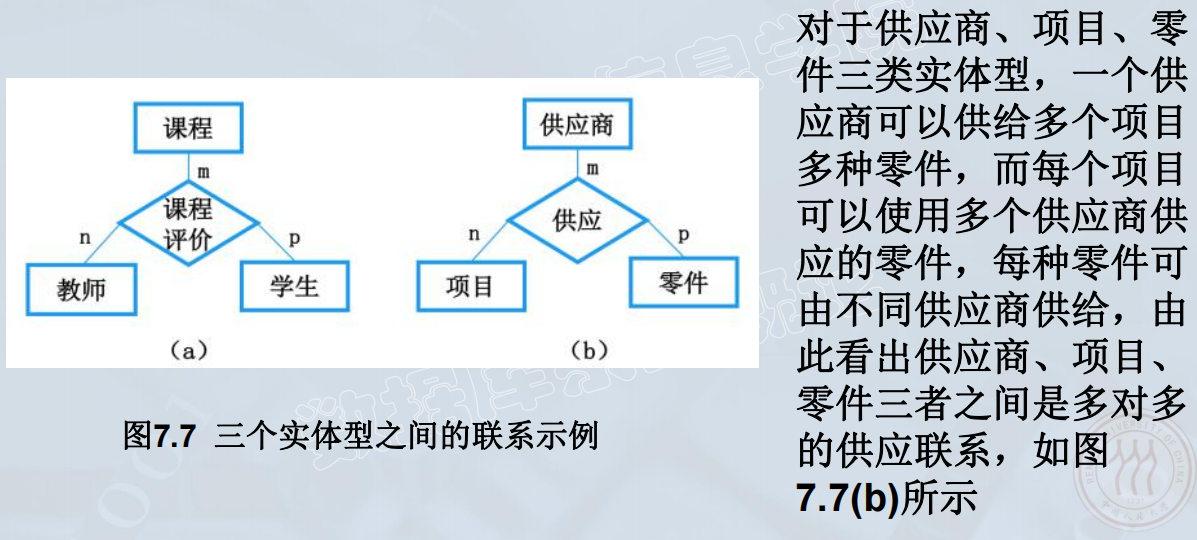 课程
m
课程
评价
n
p
教师
学生
(a)
供应商
m
供应
n
p
项目
零件
(b)
图7.7 三个实体型之间的联系示例
对于供应商、项目、零
件三类实体型，一个供
应商可以供给多个项目
多种零件，而每个项目
可以使用多个供应商供
应的零件，每种零件可
由不同供应商供给，由
此看出供应商、项目、
零件三者之间是多对多
的供应联系，如图
7.7(b)所示